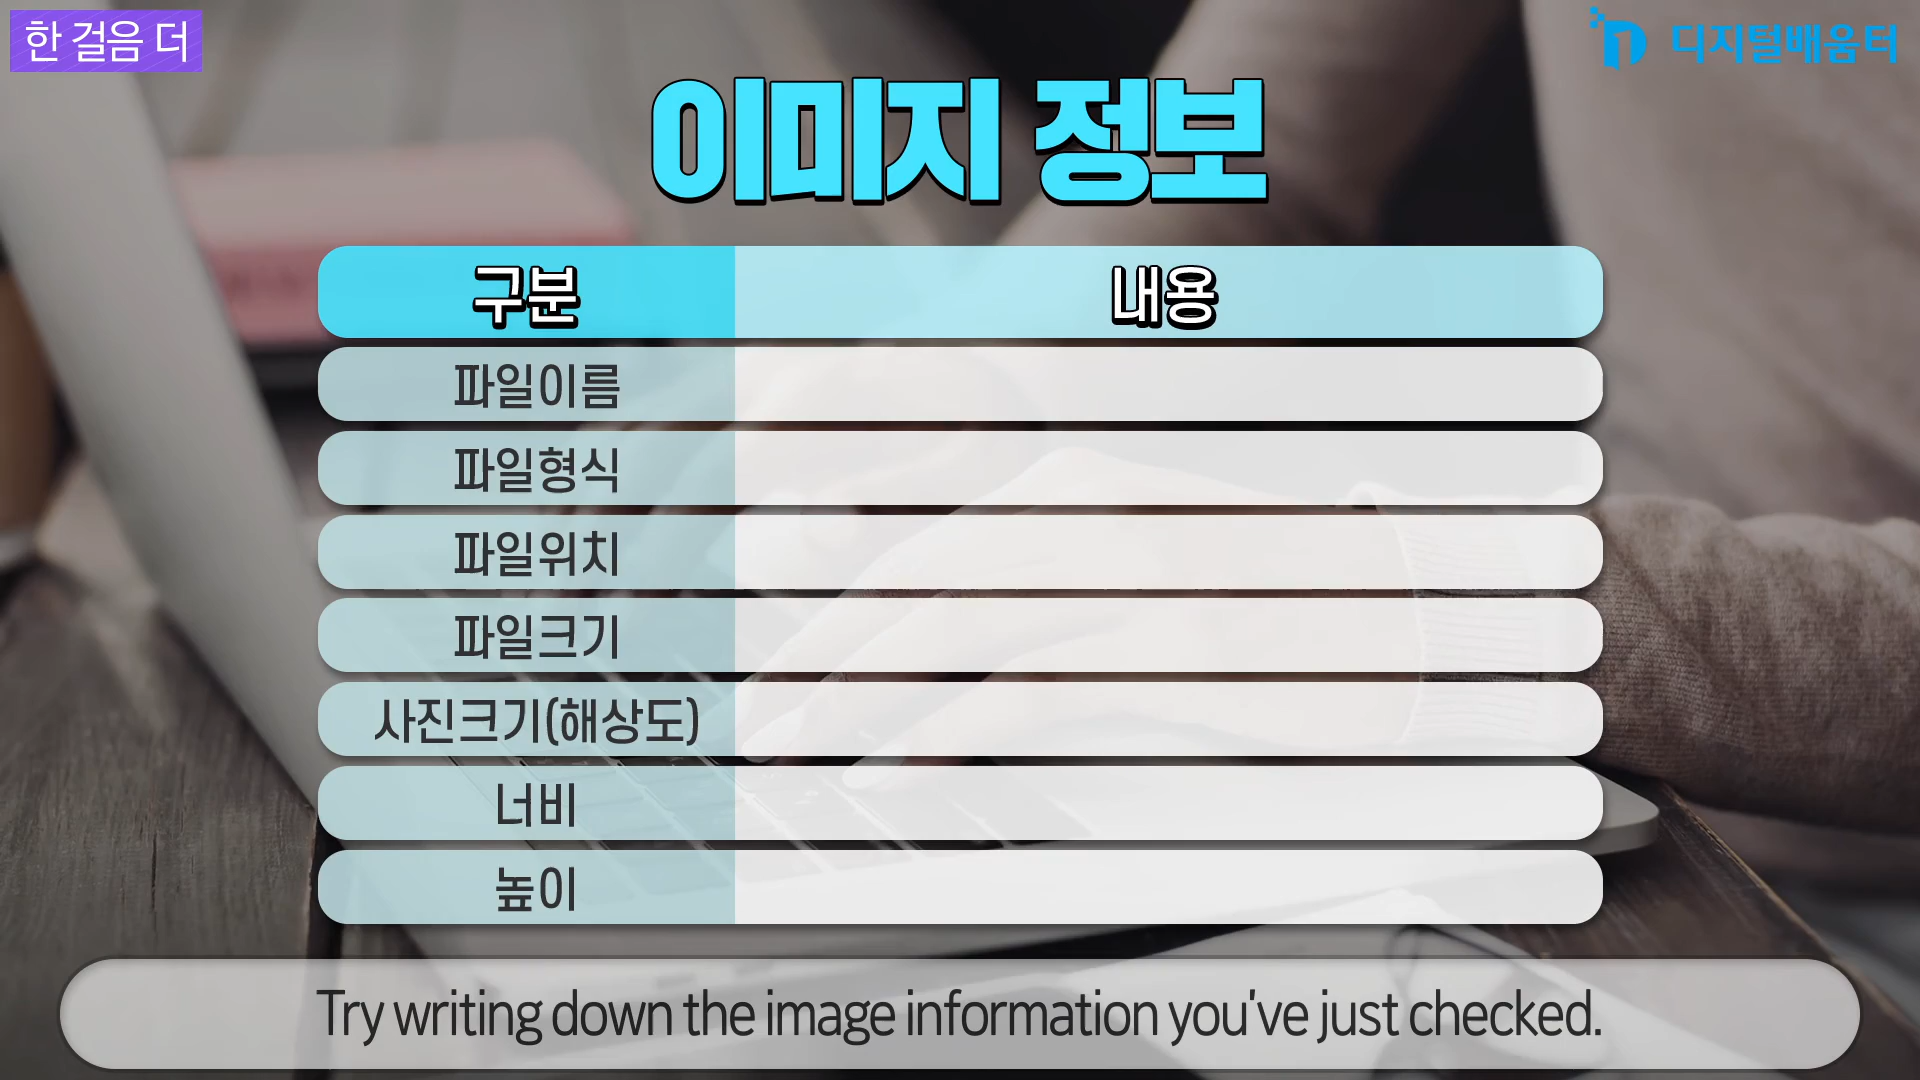 한 걸음 더
디지털배움터
이미지 정보
구분
내용
파일이름
파일형식
파일위치
파일크기
사진크기(해상도)
너비
높이
Try writing down the image information you've just checked.